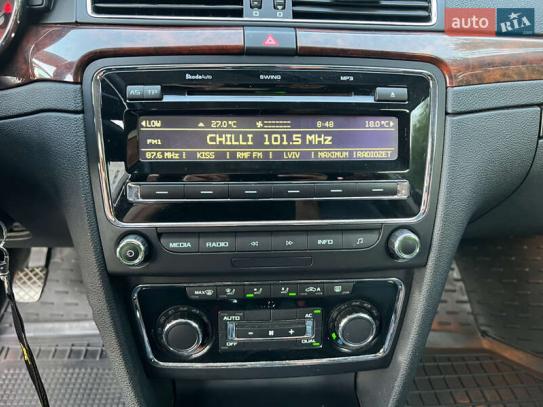 auto RIA
ŠkodaAuto SWING MP3
AS TP
LOW 27.0°C 8:48 18.0°C
FM1 CHILLI 101.5 MHz
87.6 MHz KISS RMF FM LVIV MAXIMUM RADIOZET
MEDIA RADIO INFO
MAX
AUTO AC
OFF DUAL